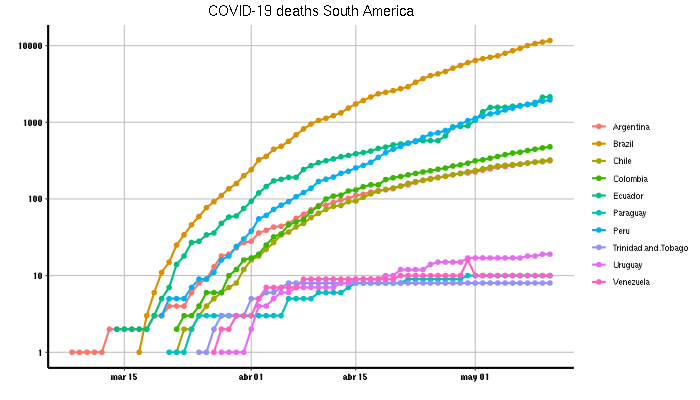 COVID-19 deaths South America
10000
1000
100
10
1
mar 15
abr 01
abr 15
may 01
Argentina
Brazil
Chile
Colombia
Ecuador
Paraguay
Peru
Trinidad.and.Tobago
Uruguay
Venezuela